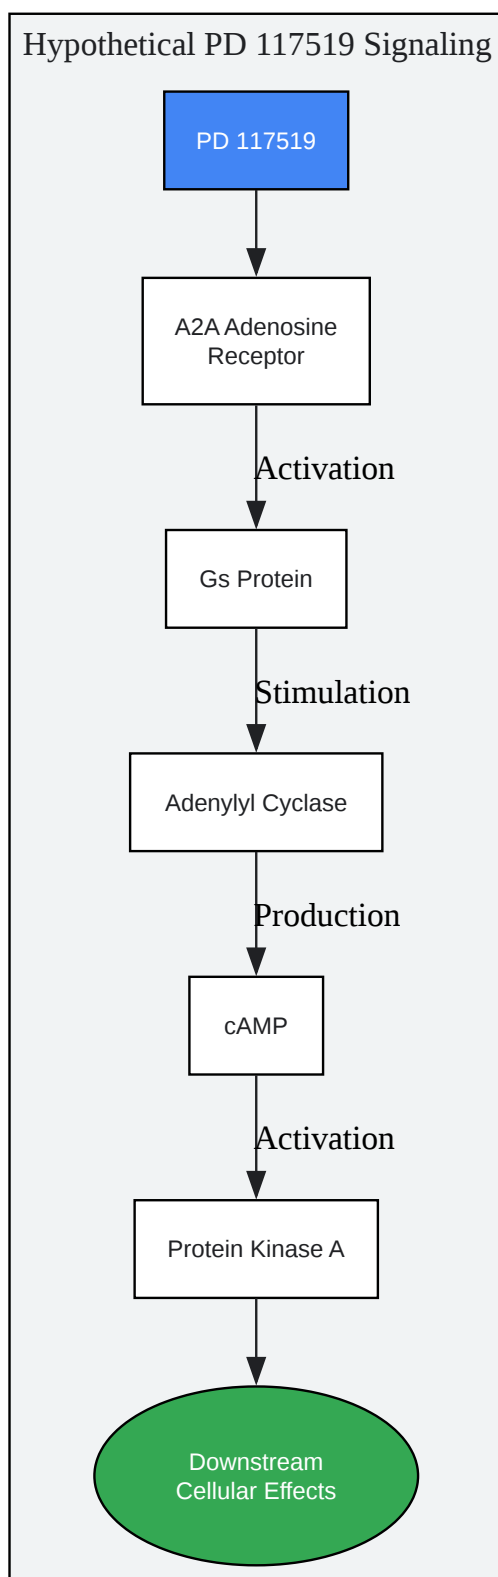 Hypothetical PD 117519 Signaling
PD 117519
A2A Adenosine
Receptor
Activation
Gs Protein
Stimulation
Adenylyl Cyclase
Production
cAMP
Activation
Protein Kinase A
Downstream
Cellular Effects